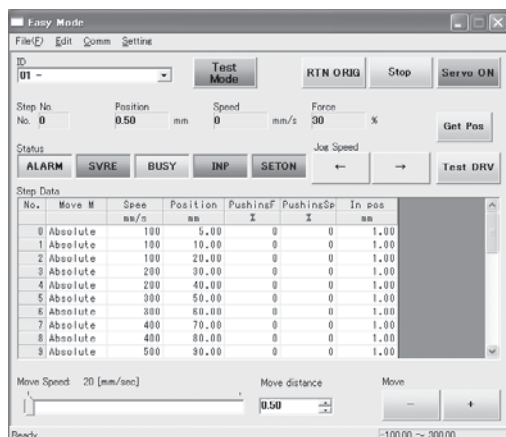 Easy Mode
File(F) Edit Comm Setting
ID
01 -
Test Mode
RTN ORIG Stop Servo ON
Step No. Position Speed Force
No. 0 0.50 mm 0 mm/s 30 %
Get Pos
Status Jog Speed
ALARM SVRE BUSY INP SETON ← → Test DRV
Step Data
No. Move M Spee Position PushingF PushingSp In pos
mm/s mm % % mm
0 Absolute 100 5.00 0 0 1.00
1 Absolute 100 10.00 0 0 1.00
2 Absolute 100 20.00 0 0 1.00
3 Absolute 200 30.00 0 0 1.00
4 Absolute 200 40.00 0 0 1.00
5 Absolute 300 50.00 0 0 1.00
6 Absolute 300 60.00 0 0 1.00
7 Absolute 400 70.00 0 0 1.00
8 Absolute 400 80.00 0 0 1.00
9 Absolute 500 90.00 0 0 1.00
Move Speed: 20 [mm/sec] Move distance Move
0.50 - +
Ready -100.00 ~ 300.00